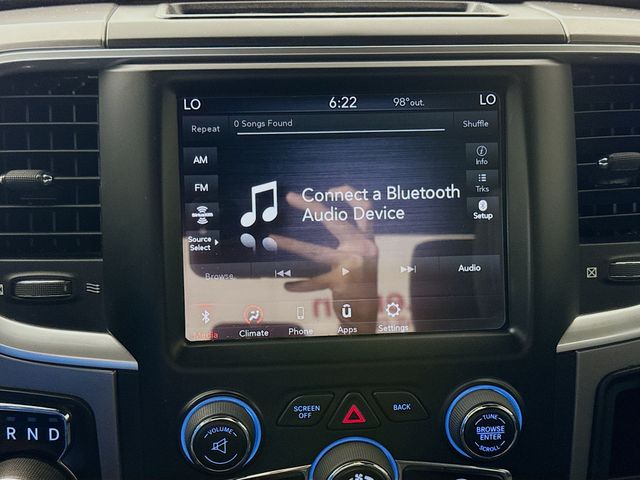 LO 6:22 98°out. LO
Repeat 0 Songs Found Shuffle
AM
FM
Info
Trks
Setup
SiriusXM
Source
Select
Connect a Bluetooth
Audio Device
Browse Audio
Media Climate Phone Apps Settings
SCREEN
OFF
BACK
VOLUME
TUNE
BROWSE
ENTER
SCROLL
R N D